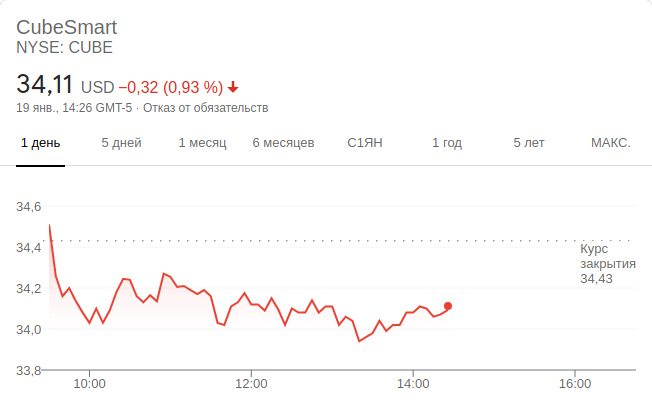 CubeSmart
NYSE: CUBE
34,11 USD −0,32 (0,93 %)
19 янв., 14:26 GMT-5 · Отказ от обязательств
1 день 5 дней 1 месяц 6 месяцев С1ЯН 1 год 5 лет МАКС.
34,6
34,4
Курс
закрытия
34,43
34,2
34,0
33,8
10:00 12:00 14:00 16:00